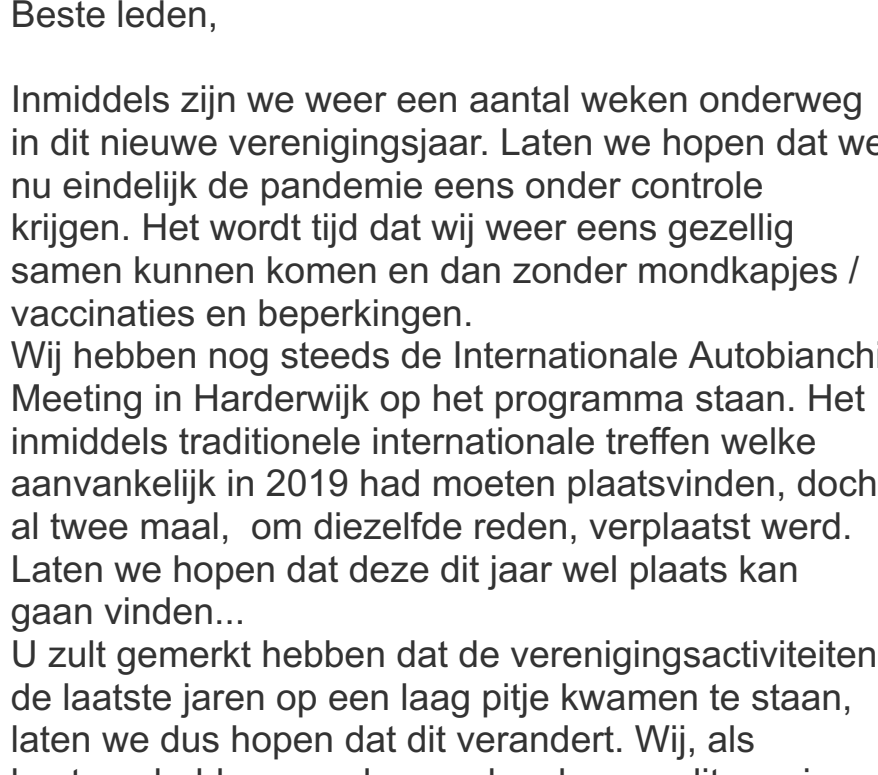 Beste leden,

Inmiddels zijn we weer een aantal weken onderweg
in dit nieuwe verenigingsjaar. Laten we hopen dat we
nu eindelijk de pandemie eens onder controle
krijgen. Het wordt tijd dat wij weer eens gezellig
samen kunnen komen en dan zonder mondkapjes /
vaccinaties en beperkingen.
Wij hebben nog steeds de Internationale Autobianchi
Meeting in Harderwijk op het programma staan. Het
inmiddels traditionele internationale treffen welke
aanvankelijk in 2019 had moeten plaatsvinden, doch
al twee maal,  om diezelfde reden, verplaatst werd.
Laten we hopen dat deze dit jaar wel plaats kan
gaan vinden...
U zult gemerkt hebben dat de verenigingsactiviteiten
de laatste jaren op een laag pitje kwamen te staan,
laten we dus hopen dat dit verandert. Wij, als